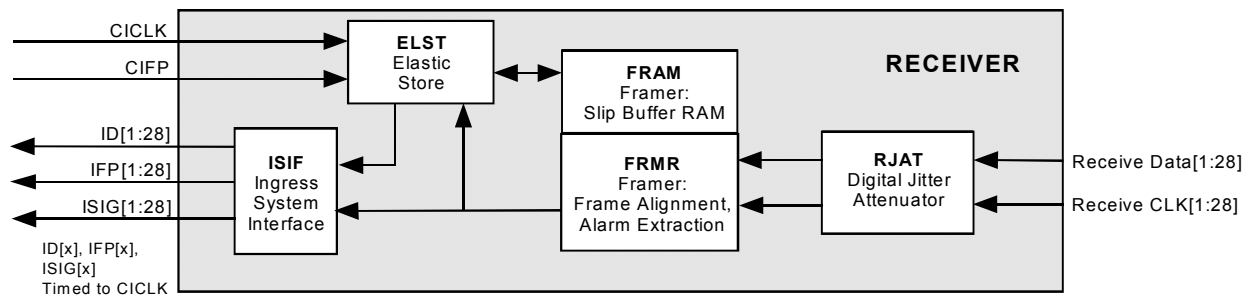 CICLK
CIFP
ID[1:28]
IFP[1:28]
ISIG[1:28]
ID[x], IFP[x],
ISIG[x]
Timed to CICLK
ELST
Elastic
Store
ISIF
Ingress
System
Interface
FRAM
Framer:
Slip Buffer RAM
FRMR
Framer:
Frame Alignment,
Alarm Extraction
RECEIVER
RJAT
Digital Jitter
Attenuator
Receive Data[1:28]
Receive CLK[1:28]